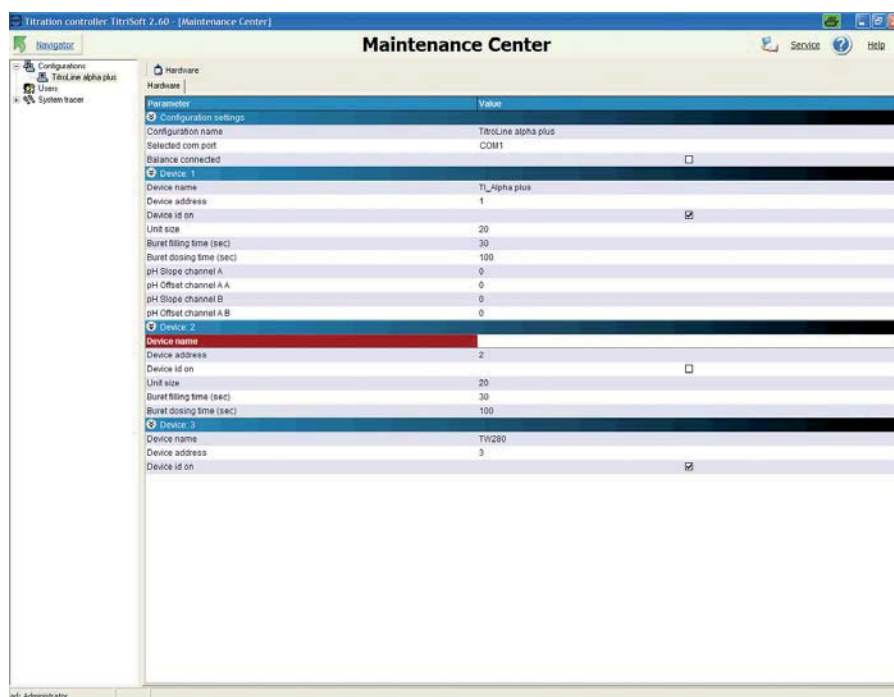 Titration controller TitriSoft 2.60 - [Maintenance Center]
Navigator Maintenance Center Service Help
Configurations
TitroLine alpha plus
Users
System tracer
Hardware
Hardware
Parameter Value
Configuration settings
Configuration name TitroLine alpha plus
Selected com port COM1
Balance connected
Device: 1
Device name TI_Alpha plus
Device address 1
Device id on
Unit size 20
Buret filling time (sec) 30
Buret dosing time (sec) 100
pH Slope channel A 0
pH Offset channel A A 0
pH Slope channel B 0
pH Offset channel A B 0
Device: 2
Device name
Device address 2
Device id on
Unit size 20
Buret filling time (sec) 30
Buret dosing time (sec) 100
Device: 3
Device name TW280
Device address 3
Device id on
ad: Administrator